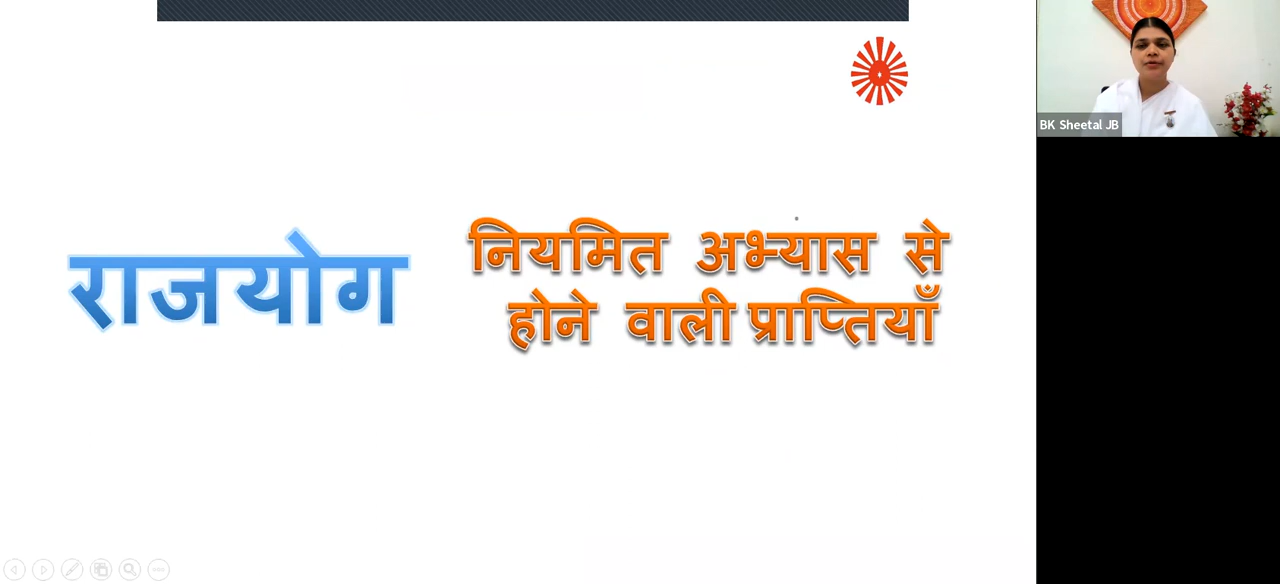 राजयोग
नियमित अभ्यास से
होने वाली प्राप्तियाँ
BK Sheetal JB